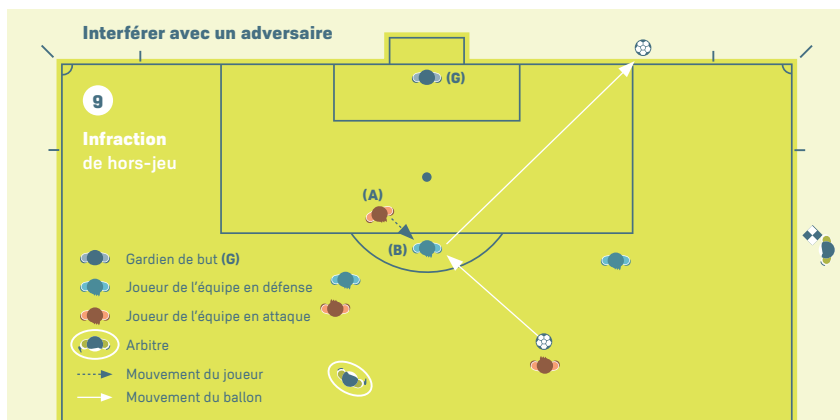 Interférer avec un adversaire
(G)
9
Infraction
de hors-jeu
(A)
(B)
Gardien de but (G)
Joueur de l'équipe en défense
Joueur de l'équipe en attaque
Arbitre
Mouvement du joueur
Mouvement du ballon